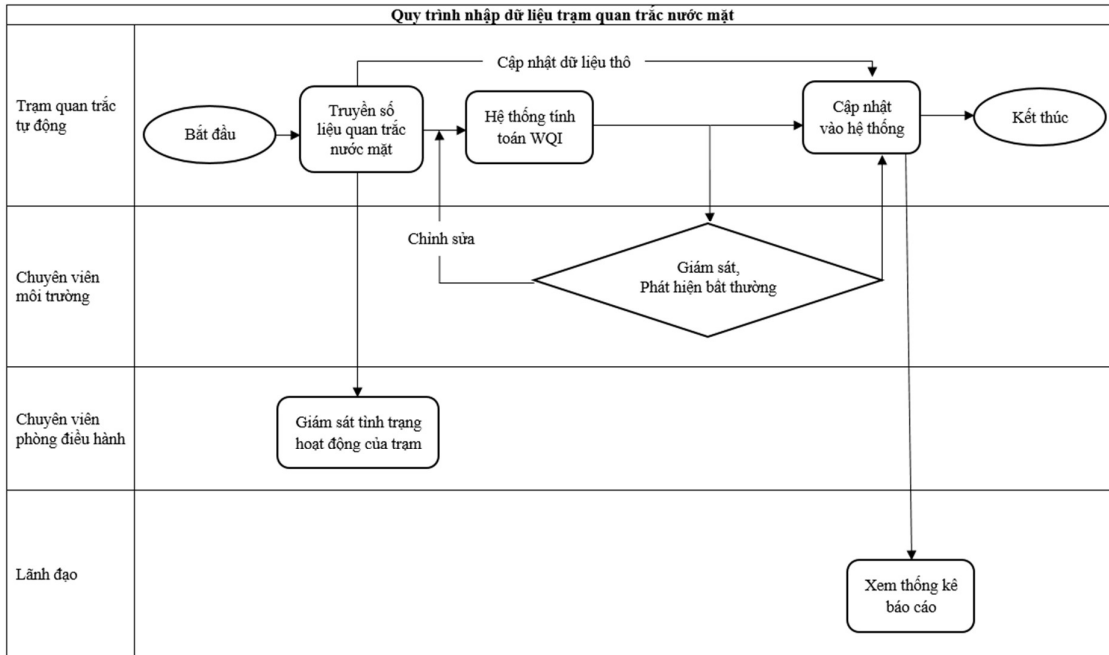 Quy trình nhập dữ liệu trạm quan trắc nước mặt
Cập nhật dữ liệu thô
Trạm quan trắc
tự động
Bắt đầu
Truyền số
liệu quan trắc
nước mặt
Hệ thống tính
toán WQI
Cập nhật
vào hệ thống
Kết thúc
Chuyên viên
môi trường
Chỉnh sửa
Giám sát,
Phát hiện bất thường
Chuyên viên
phòng điều hành
Giám sát tình trạng
hoạt động của trạm
Lãnh đạo
Xem thống kê
báo cáo